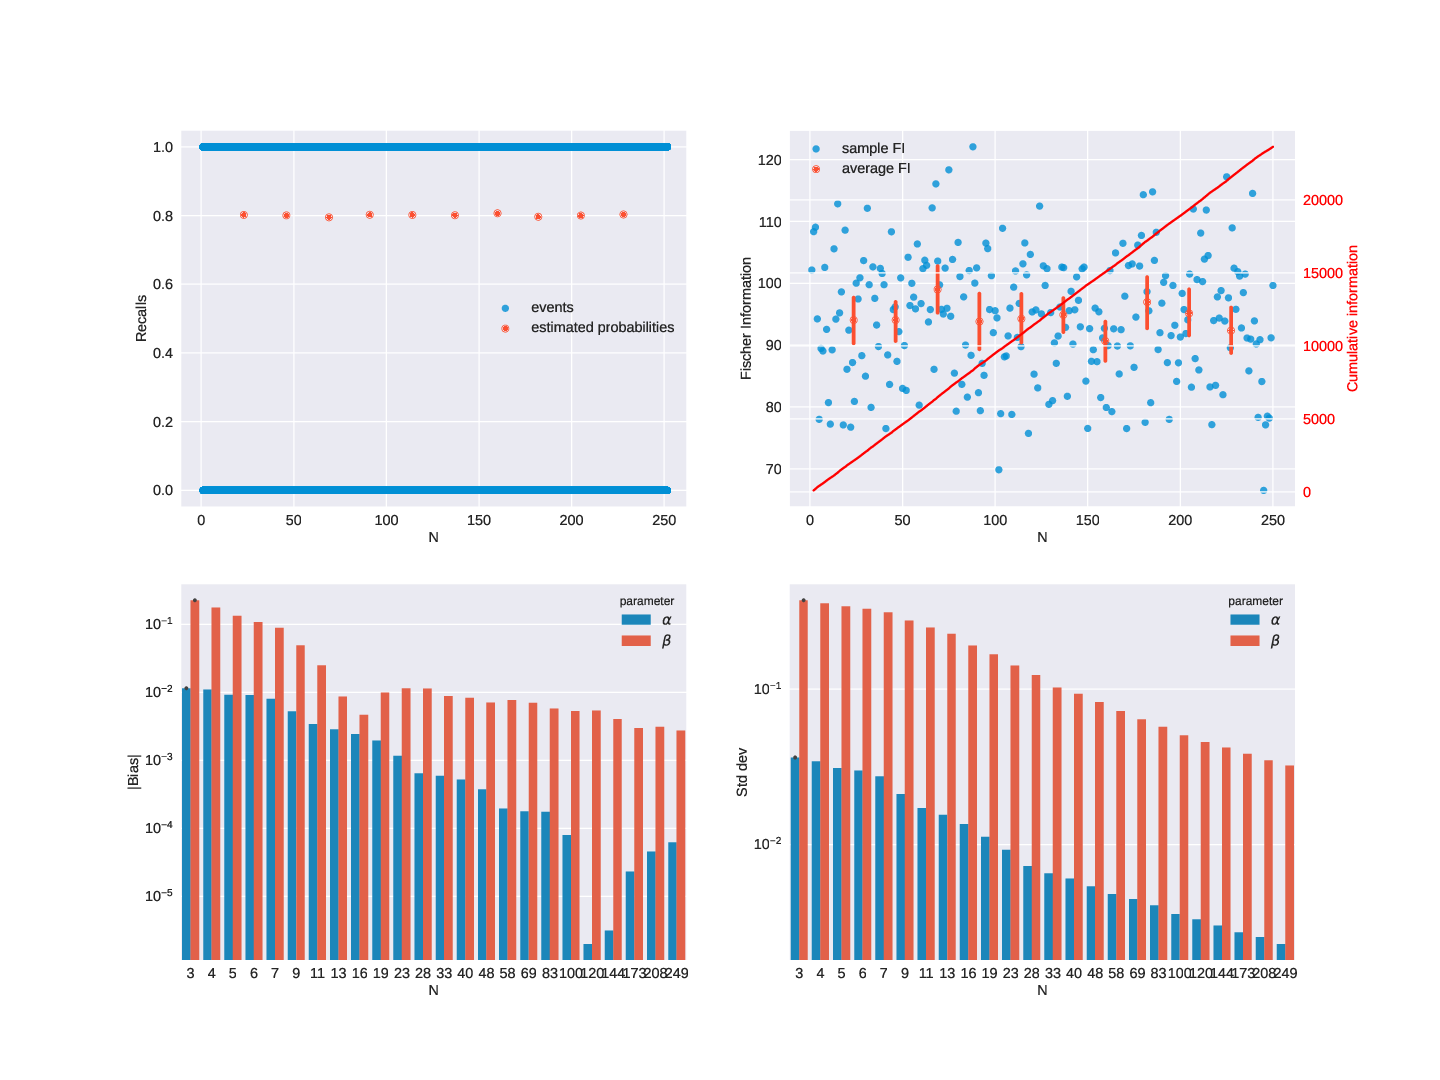 1.0
0.8
0.6
0.4
0.2
0.0
Recalls
events
estimated probabilities
0 50 100 150 200 250
N
120
110
100
90
80
70
Fischer Information
sample FI
average FI
20000
15000
10000
5000
0
Cumulative information
0 50 100 150 200 250
N
10⁻¹
10⁻²
10⁻³
10⁻⁴
10⁻⁵
|Bias|
parameter
α
β
3 4 5 6 7 9 11 13 16 19 23 28 33 40 48 58 69 83 100 120 144 173 208 249
N
10⁻¹
10⁻²
Std dev
parameter
α
β
3 4 5 6 7 9 11 13 16 19 23 28 33 40 48 58 69 83 100 120 144 173 208 249
N